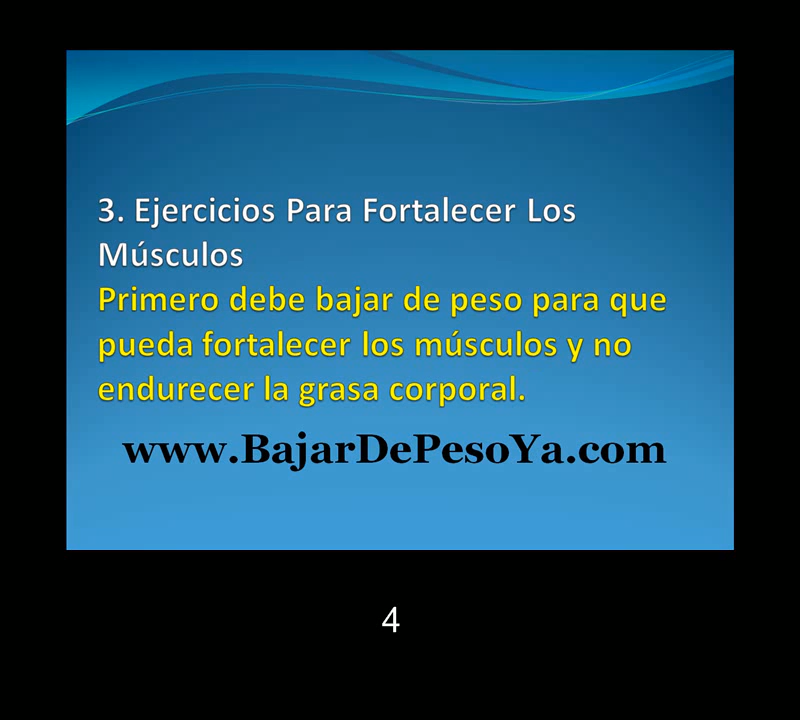 3. Ejercicios Para Fortalecer Los
Músculos
Primero debe bajar de peso para que
pueda fortalecer los músculos y no
endurecer la grasa corporal.
www.BajarDePesoYa.com
4